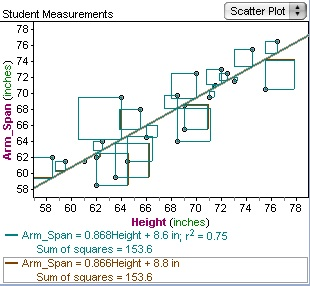 Student Measurements
Scatter Plot
78
76
74
72
70
68
66
64
62
60
58
Arm_Span (inches)
58 60 62 64 66 68 70 72 74 76 78
Height (inches)
Arm_Span = 0.868Height + 8.6 in; r² = 0.75
Sum of squares = 153.6
Arm_Span = 0.866Height + 8.8 in
Sum of squares = 153.6